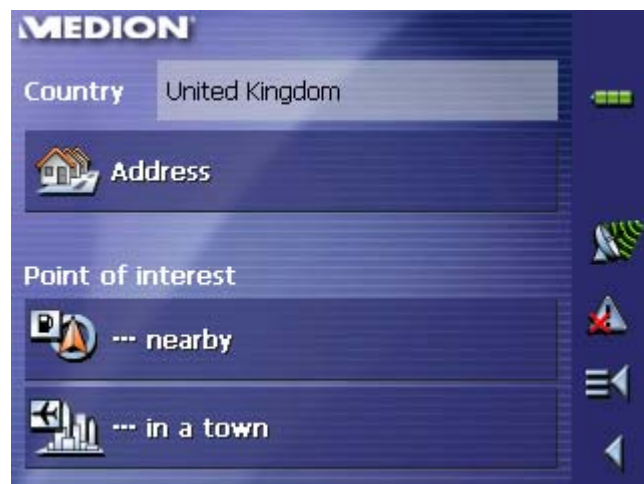 MEDION
Country United Kingdom
Address
Point of interest
--- nearby
--- in a town